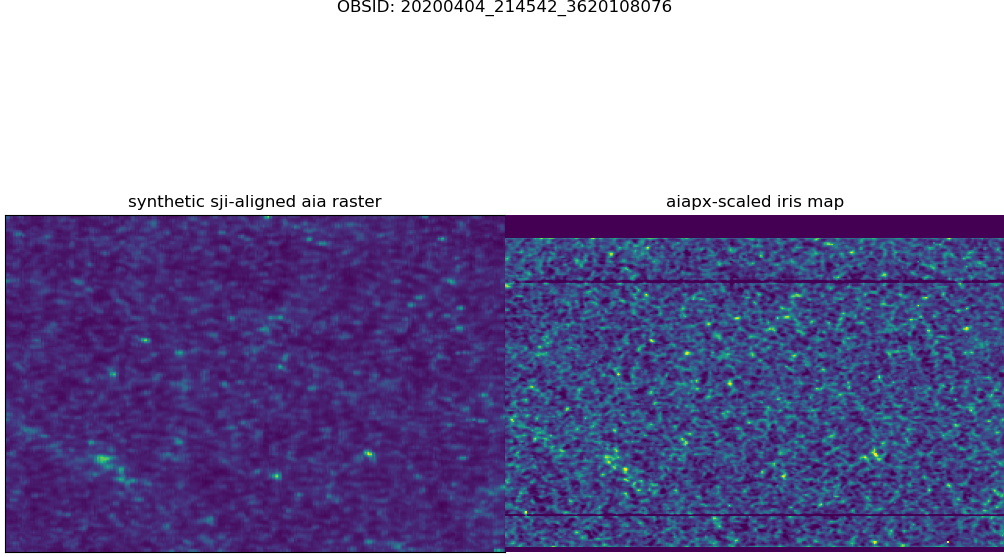 OBSID: 20200404_214542_3620108076
synthetic sji-aligned aia raster
aiapx-scaled iris map